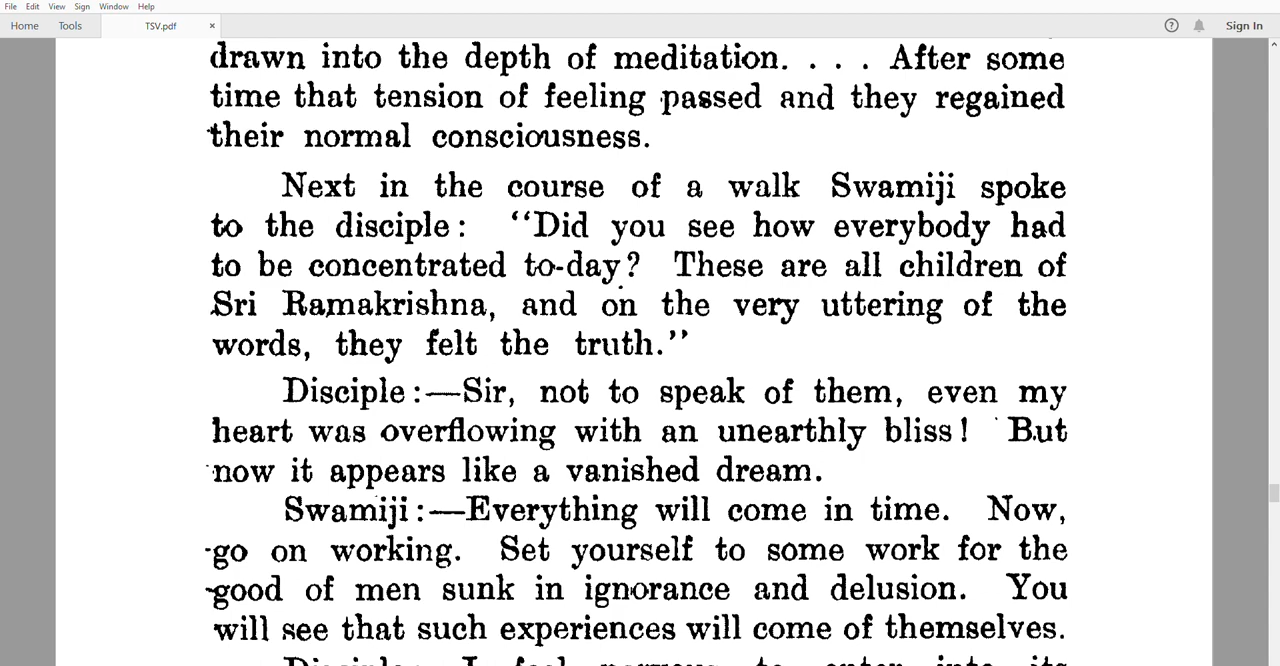 File Edit View Sign Window Help
Home Tools TSV.pdf × ? Sign In
drawn into the depth of meditation. . . . After some
time that tension of feeling passed and they regained
their normal consciousness.
Next in the course of a walk Swamiji spoke
to the disciple: "Did you see how everybody had
to be concentrated to-day? These are all children of
Sri Ramakrishna, and on the very uttering of the
words, they felt the truth."
Disciple:—Sir, not to speak of them, even my
heart was overflowing with an unearthly bliss! But
now it appears like a vanished dream.
Swamiji:—Everything will come in time. Now,
go on working. Set yourself to some work for the
good of men sunk in ignorance and delusion. You
will see that such experiences will come of themselves.